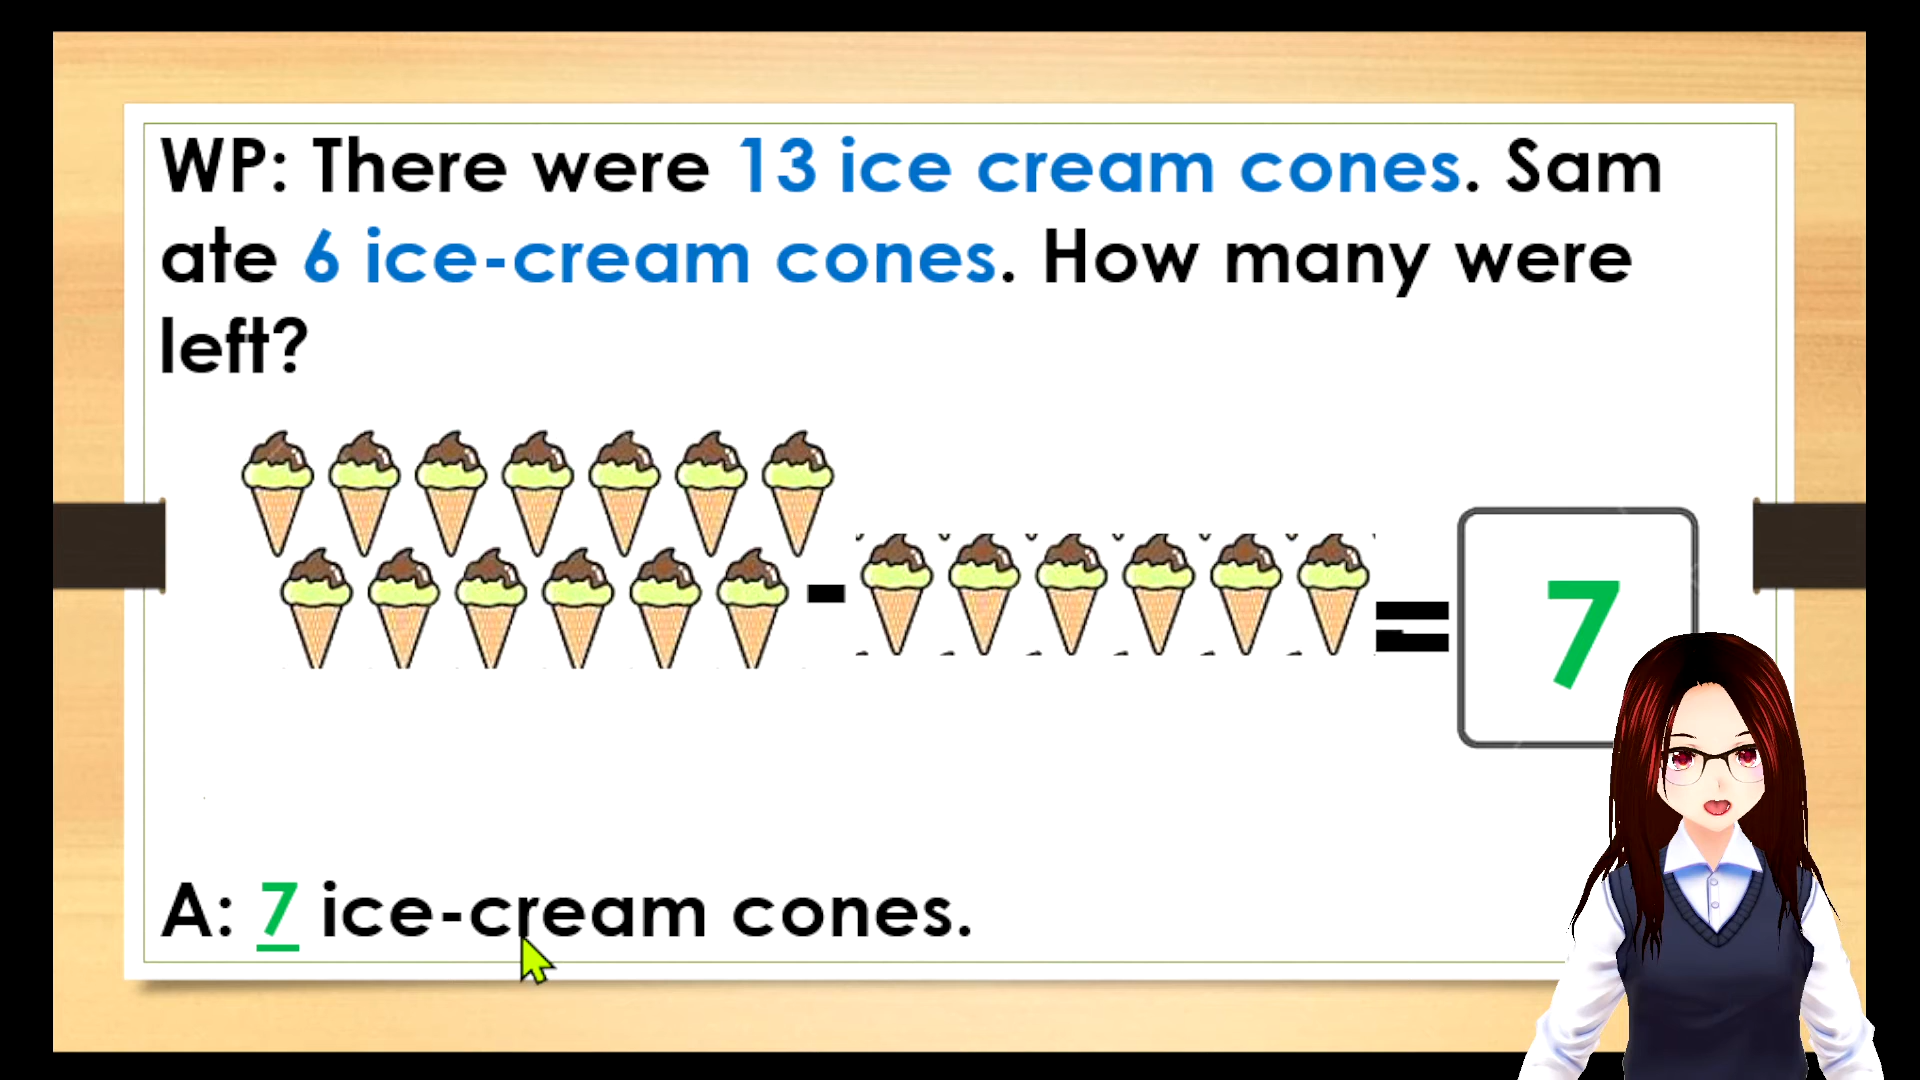 WP: There were 13 ice cream cones. Sam
ate 6 ice-cream cones. How many were
left?
- = 7
A: 7 ice-cream cones.